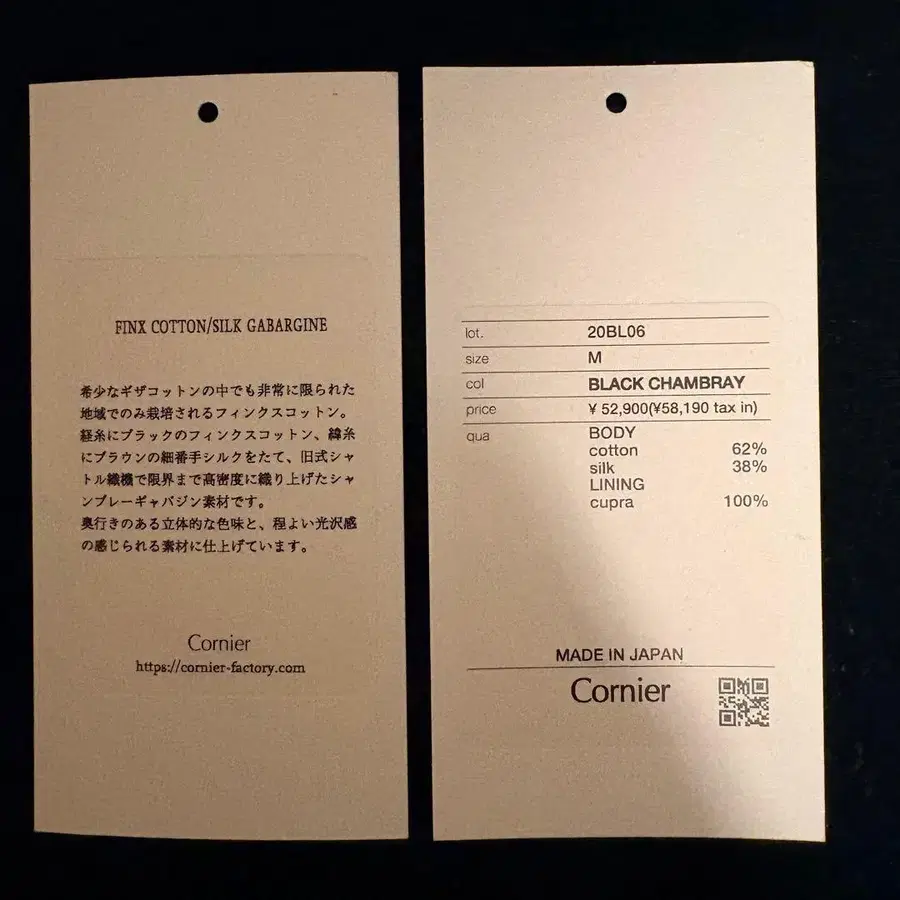 FINX COTTON/SILK GABARGINE
希少なギザコットンの中でも非常に限られた
地域でのみ栽培されるフィンクスコットン。
経糸にブラックのフィンクスコットン、緯糸
にブラウンの細番手シルクをたて、旧式シャ
トル織機で限界まで高密度に織り上げたシャ
ンブレーギャバジン素材です。
奥行きのある立体的な色味と、程よい光沢感
の感じられる素材に仕上げています。
Cornier
https://cornier-factory.com
lot. 20BL06
size M
col BLACK CHAMBRAY
price ¥ 52,900(¥58,190 tax in)
qua BODY
cotton 62%
silk 38%
LINING
cupra 100%
MADE IN JAPAN
Cornier